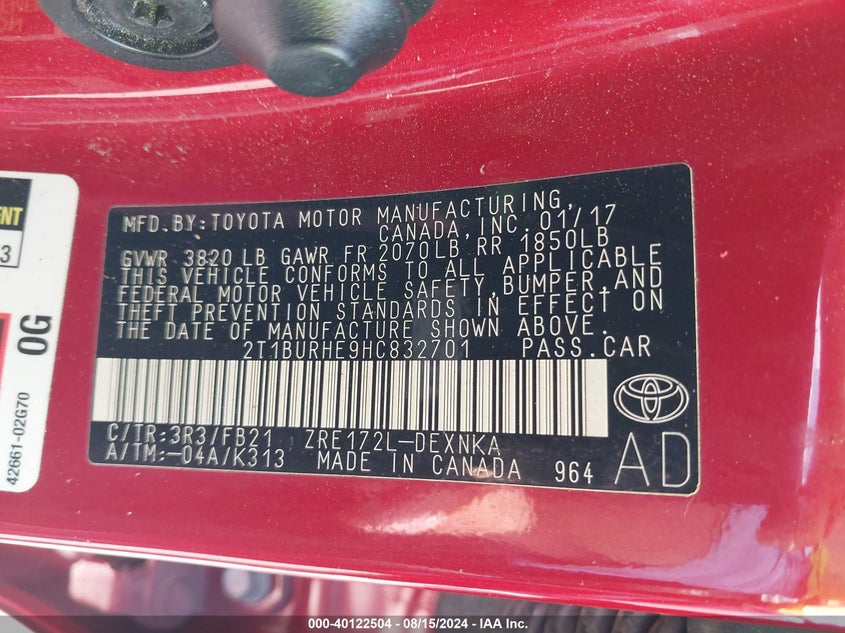 MFD.BY:TOYOTA MOTOR MANUFACTURING,
CANADA,INC.01/17
GVWR 3820 LB GAWR FR 2070LB RR 1850LB
THIS VEHICLE CONFORMS TO ALL APPLICABLE
FEDERAL MOTOR VEHICLE SAFETY,BUMPER,AND
THEFT PREVENTION STANDARDS IN EFFECT ON
THE DATE OF MANUFACTURE SHOWN ABOVE.
2T1BURHE9HC832701 PASS.CAR
C/TR:3R3/FB21 ZRE172L-DEXNKA
A/TM:-04A/K313 MADE IN CANADA 964
AD
3
0G
42661-02G70
000-40122504 - 08/15/2024 - IAA Inc.